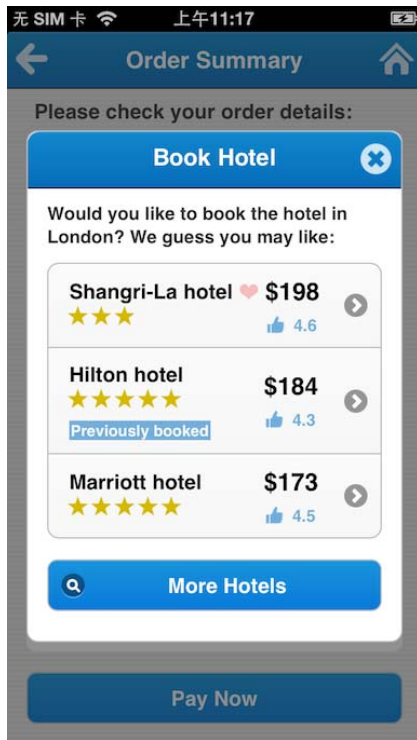 无 SIM 卡 上午11:17
Order Summary
Please check your order details:
Book Hotel
Would you like to book the hotel in
London? We guess you may like:
Shangri-La hotel $198
4.6
Hilton hotel
$184
Previously booked 4.3
Marriott hotel $173
4.5
More Hotels
Pay Now